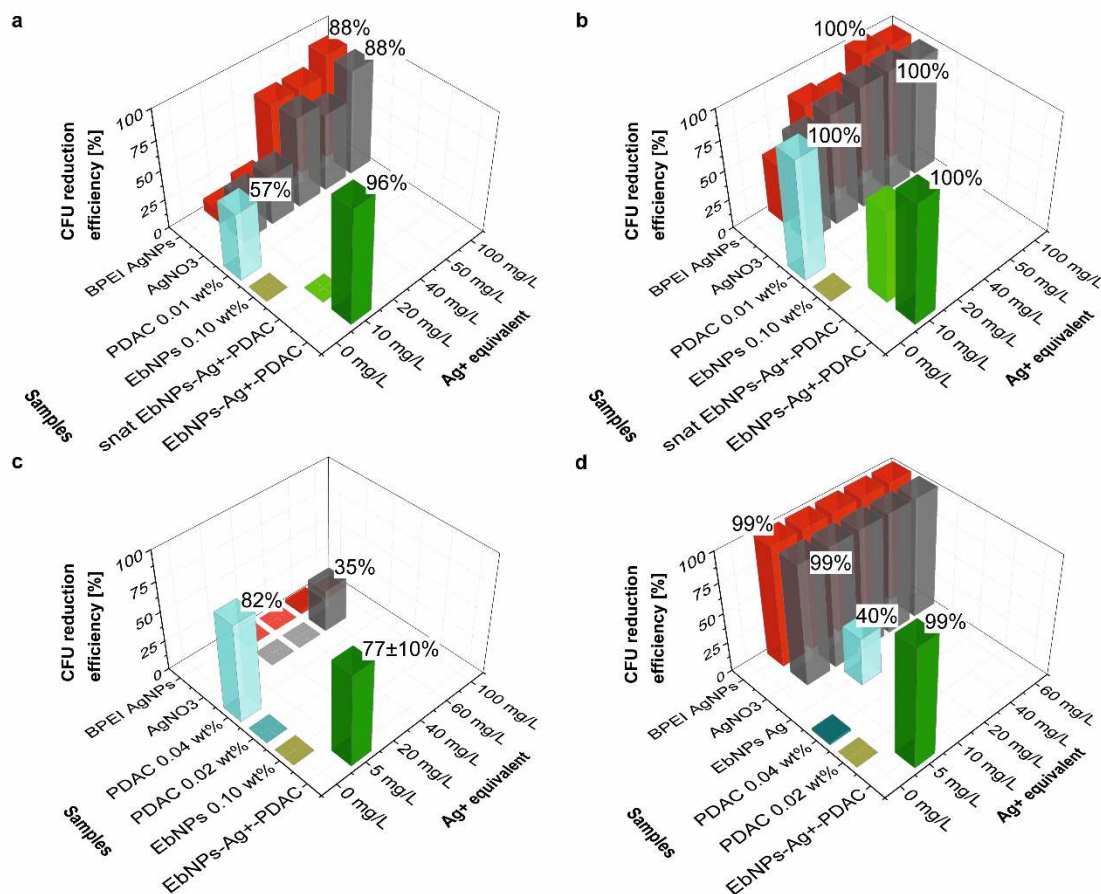 a
CFU reduction
efficiency [%]
100
75
50
25
0
88%
88%
57%
96%
BPEI AgNPs
AgNO3
PDAC 0.01 wt%
EbNPs 0.10 wt%
snat EbNPs-Ag+-PDAC
EbNPs-Ag+-PDAC
Samples
0 mg/L
10 mg/L
20 mg/L
40 mg/L
50 mg/L
100 mg/L
Ag+ equivalent
b
CFU reduction
efficiency [%]
100
75
50
25
0
100%
100%
100%
100%
BPEI AgNPs
AgNO3
PDAC 0.01 wt%
EbNPs 0.10 wt%
snat EbNPs-Ag+-PDAC
EbNPs-Ag+-PDAC
Samples
0 mg/L
10 mg/L
20 mg/L
40 mg/L
50 mg/L
100 mg/L
Ag+ equivalent
c
CFU reduction
efficiency [%]
100
75
50
25
0
35%
82%
77±10%
BPEI AgNPs
AgNO3
PDAC 0.04 wt%
PDAC 0.02 wt%
EbNPs 0.10 wt%
EbNPs-Ag+-PDAC
Samples
0 mg/L
5 mg/L
20 mg/L
40 mg/L
60 mg/L
100 mg/L
Ag+ equivalent
d
CFU reduction
efficiency [%]
100
75
50
25
0
99%
99%
40%
99%
BPEI AgNPs
AgNO3
EbNPs Ag
PDAC 0.04 wt%
PDAC 0.02 wt%
EbNPs-Ag+-PDAC
Samples
0 mg/L
5 mg/L
10 mg/L
20 mg/L
40 mg/L
60 mg/L
Ag+ equivalent